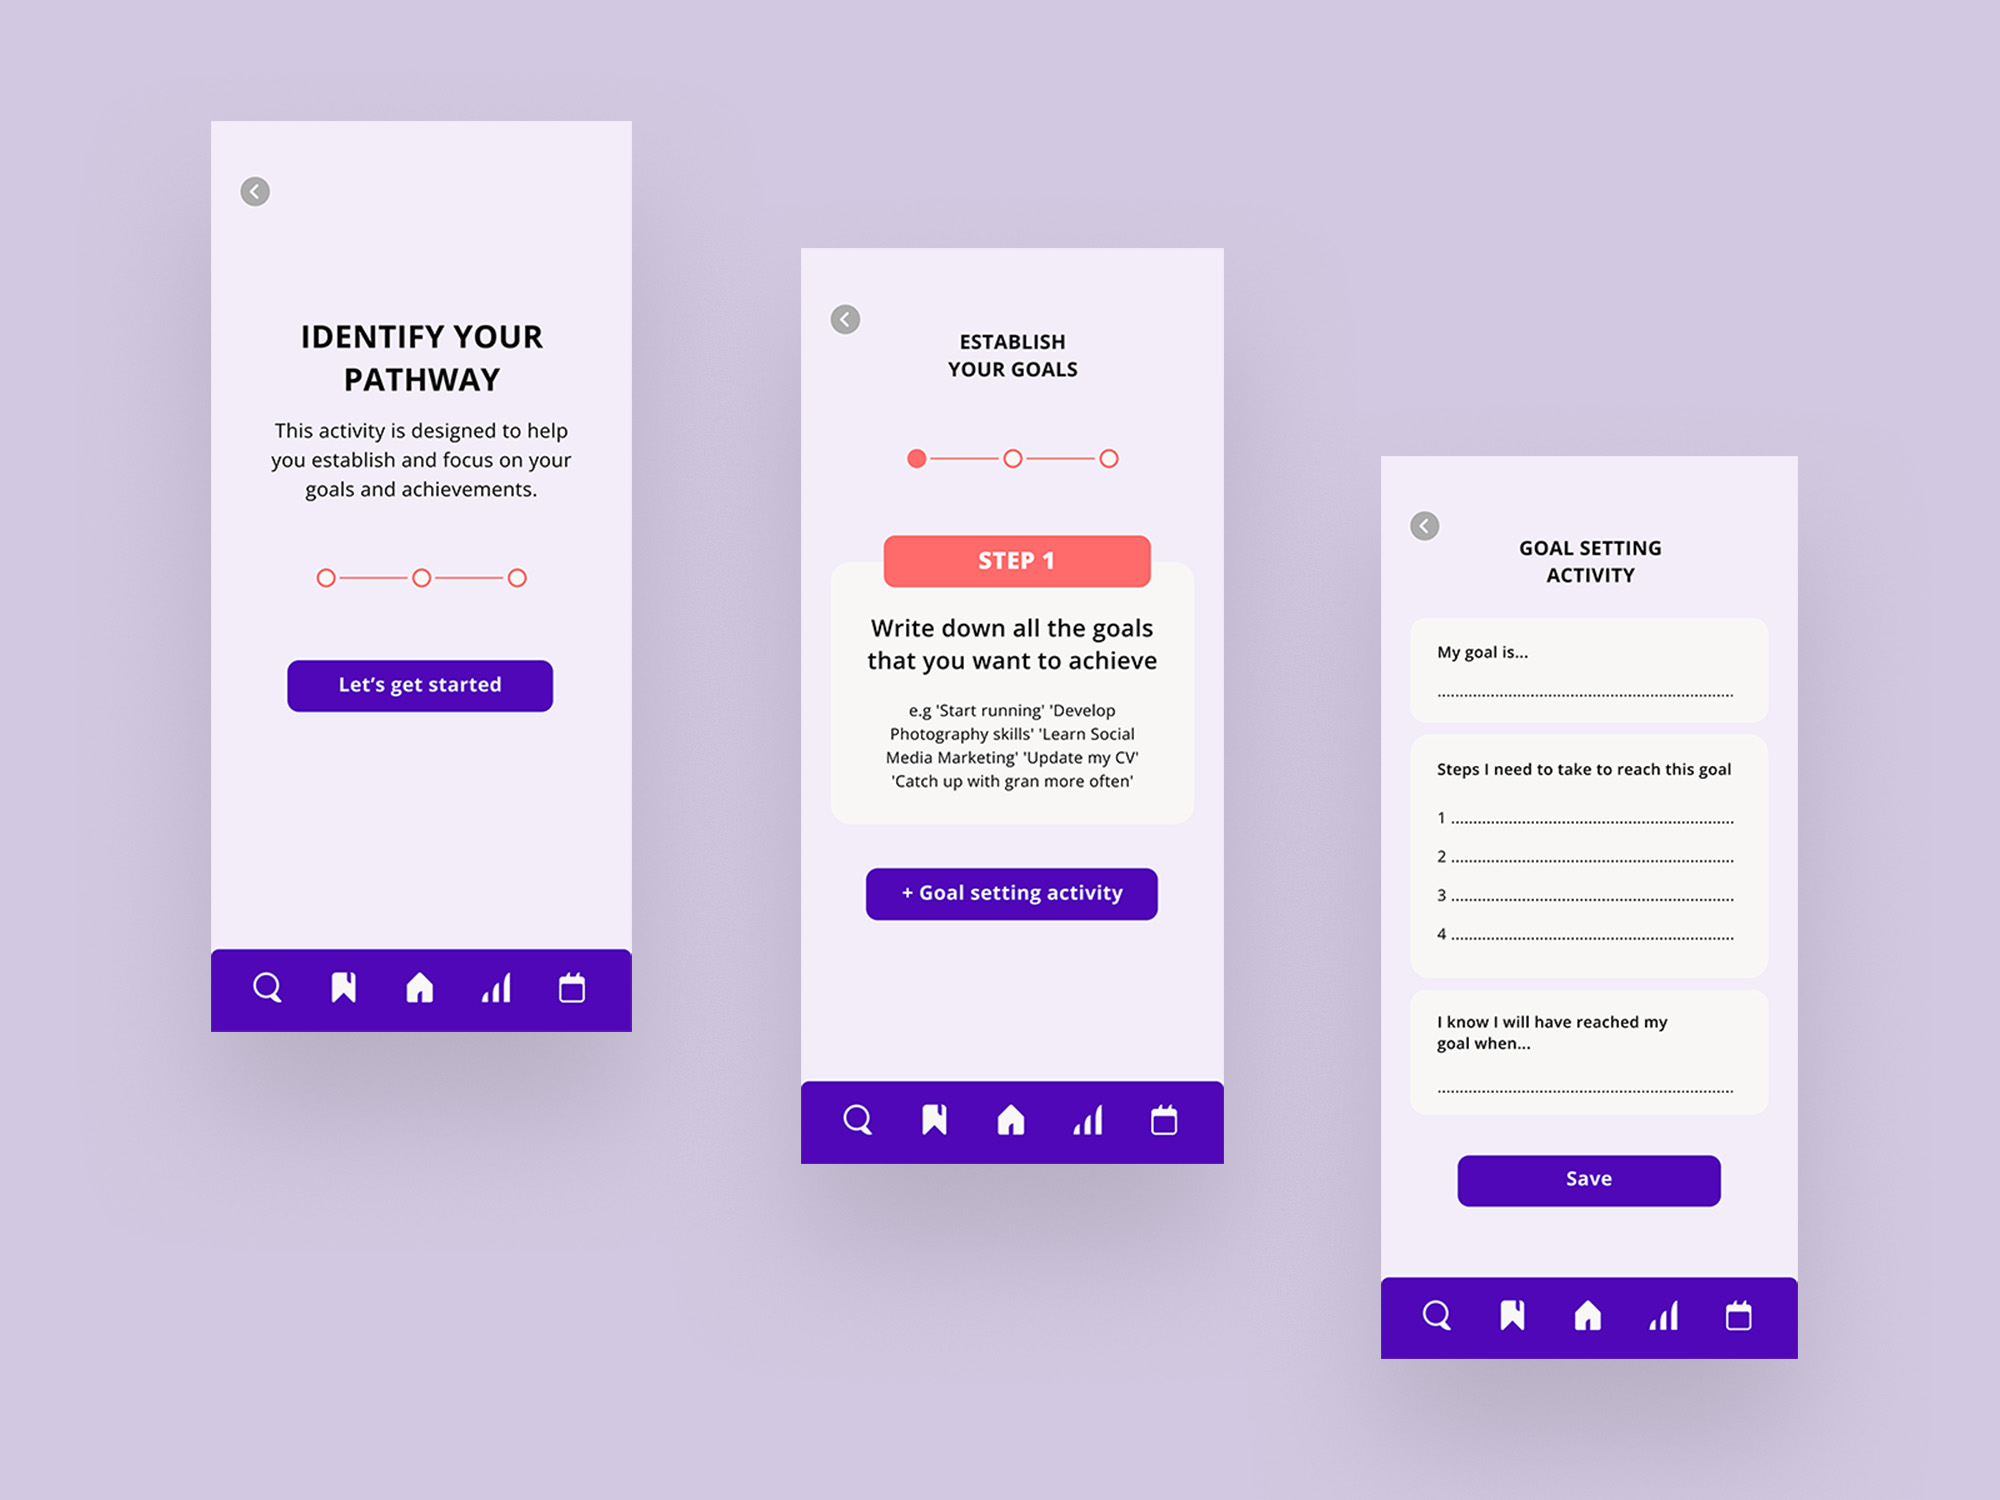 IDENTIFY YOUR
PATHWAY
This activity is designed to help
you establish and focus on your
goals and achievements.
Let's get started
ESTABLISH
YOUR GOALS
STEP 1
Write down all the goals
that you want to achieve
e.g 'Start running' 'Develop
Photography skills' 'Learn Social
Media Marketing' 'Update my CV'
'Catch up with gran more often'
+ Goal setting activity
GOAL SETTING
ACTIVITY
My goal is...
Steps I need to take to reach this goal
1
2
3
4
I know I will have reached my
goal when...
Save